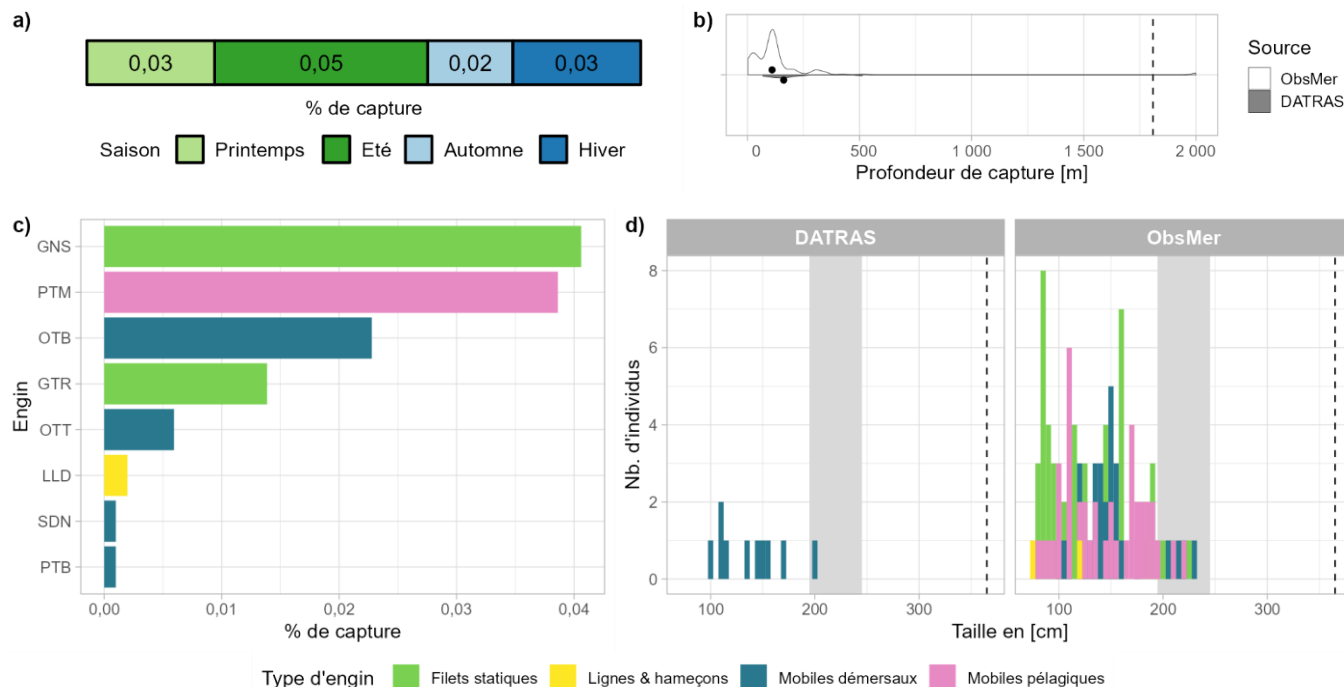 a)
0,03 0,05 0,02 0,03
% de capture
Saison Printemps Eté Automne Hiver
b)
0 500 1 000 1 500 2 000
Profondeur de capture [m]
Source
ObsMer
DATRAS
c)
Engin
GNS
PTM
OTB
GTR
OTT
LLD
SDN
PTB
0,00 0,01 0,02 0,03 0,04
% de capture
d)
DATRAS ObsMer
Nb. d'individus
8
6
4
2
0
100 200 300 100 200 300
Taille en [cm]
Type d'engin Filets statiques Lignes & hameçons Mobiles démersaux Mobiles pélagiques